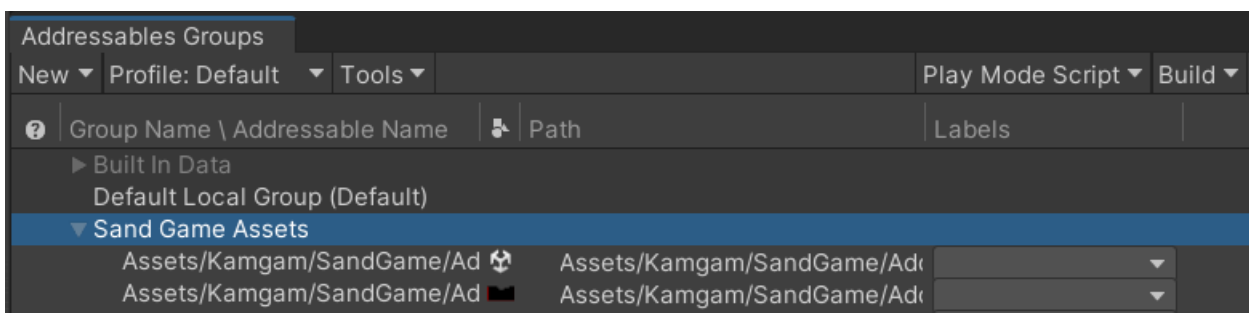 Addressables Groups
New Profile: Default Tools Play Mode Script Build
Group Name \ Addressable Name Path Labels
Built In Data
Default Local Group (Default)
Sand Game Assets
Assets/Kamgam/SandGame/Ad Assets/Kamgam/SandGame/Add
Assets/Kamgam/SandGame/Ad Assets/Kamgam/SandGame/Add